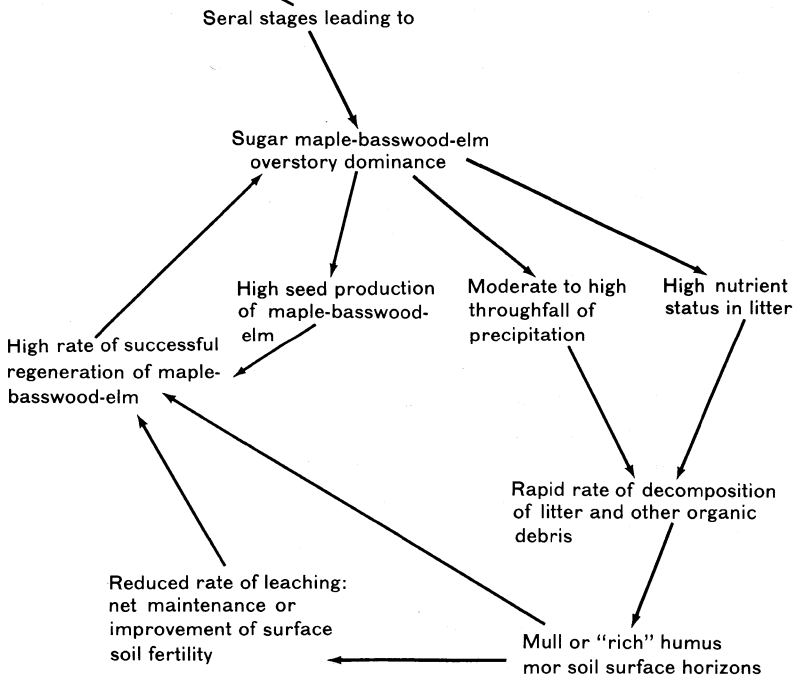 Seral stages leading to
Sugar maple-basswood-elm
overstory dominance
High seed production
of maple-basswood-
elm
Moderate to high
throughfall of
precipitation
High nutrient
status in litter
High rate of successful
regeneration of maple-
basswood-elm
Rapid rate of decomposition
of litter and other organic
debris
Reduced rate of leaching:
net maintenance or
improvement of surface
soil fertility
Mull or “rich” humus
mor soil surface horizons